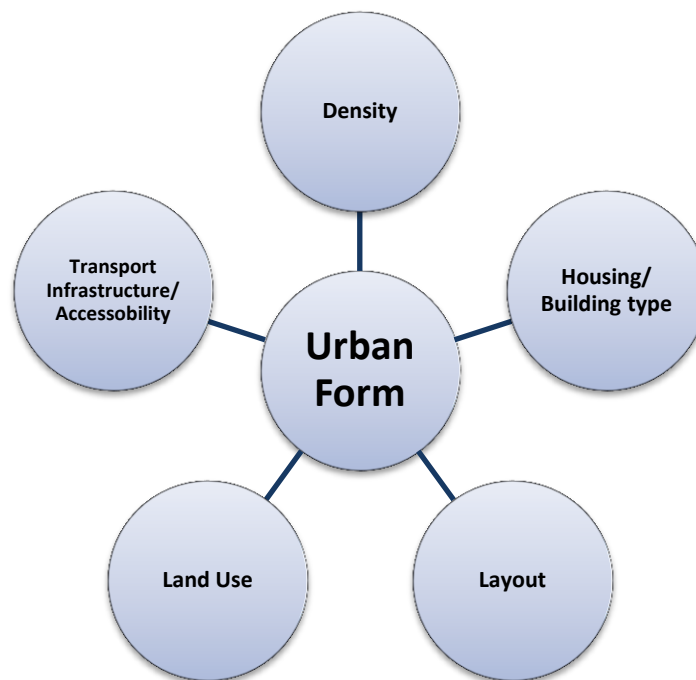 Density
Transport
Infrastructure/
Accessobility
Housing/
Building type
Urban
Form
Land Use
Layout